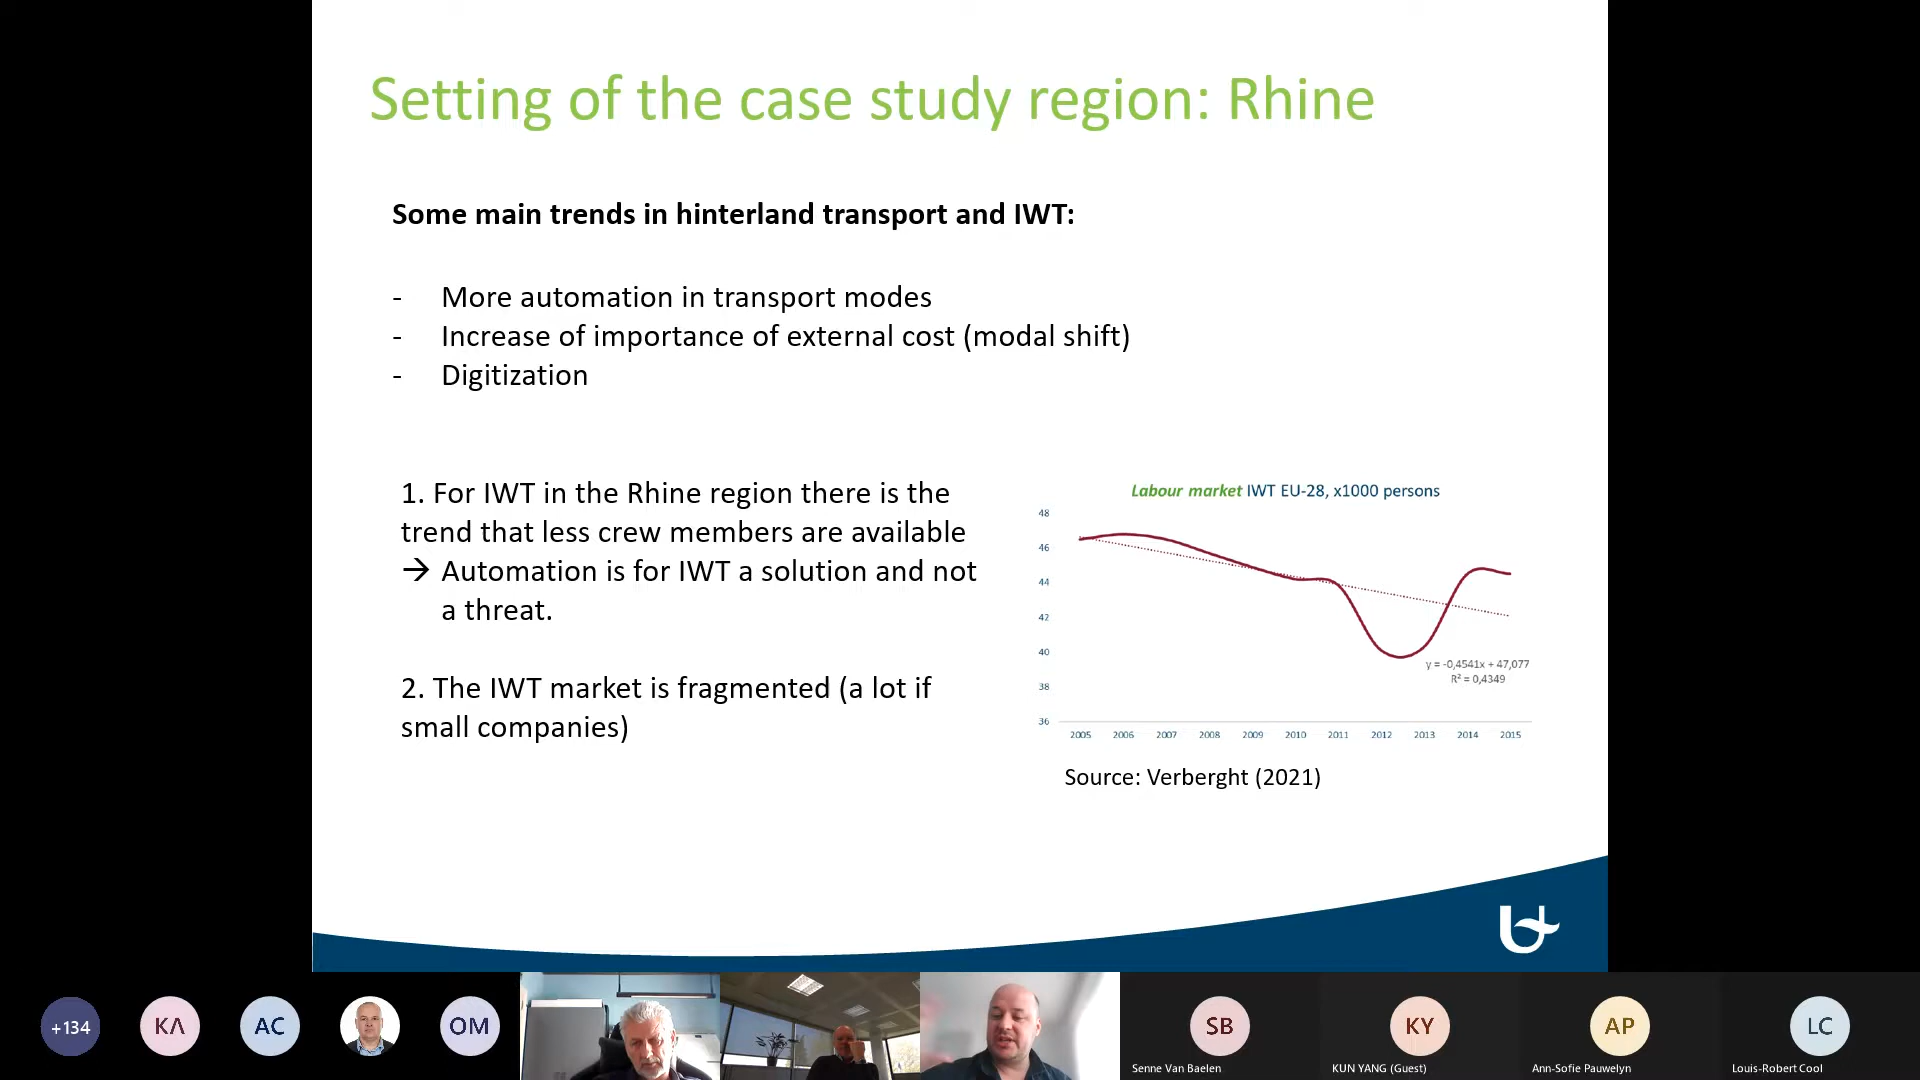 Setting of the case study region: Rhine
Some main trends in hinterland transport and IWT:
- More automation in transport modes
- Increase of importance of external cost (modal shift)
- Digitization
1. For IWT in the Rhine region there is the
trend that less crew members are available
→ Automation is for IWT a solution and not
a threat.
2. The IWT market is fragmented (a lot if
small companies)
Labour market IWT EU-28, x1000 persons
48
46
44
42
40
38
36
y = -0,4541x + 47,077
R² = 0,4349
2005 2006 2007 2008 2009 2010 2011 2012 2013 2014 2015
Source: Verberght (2021)
+134
KΛ
AC
OM
SB
Senne Van Baelen
KY
KUN YANG (Guest)
AP
Ann-Sofie Pauwelyn
LC
Louis-Robert Cool